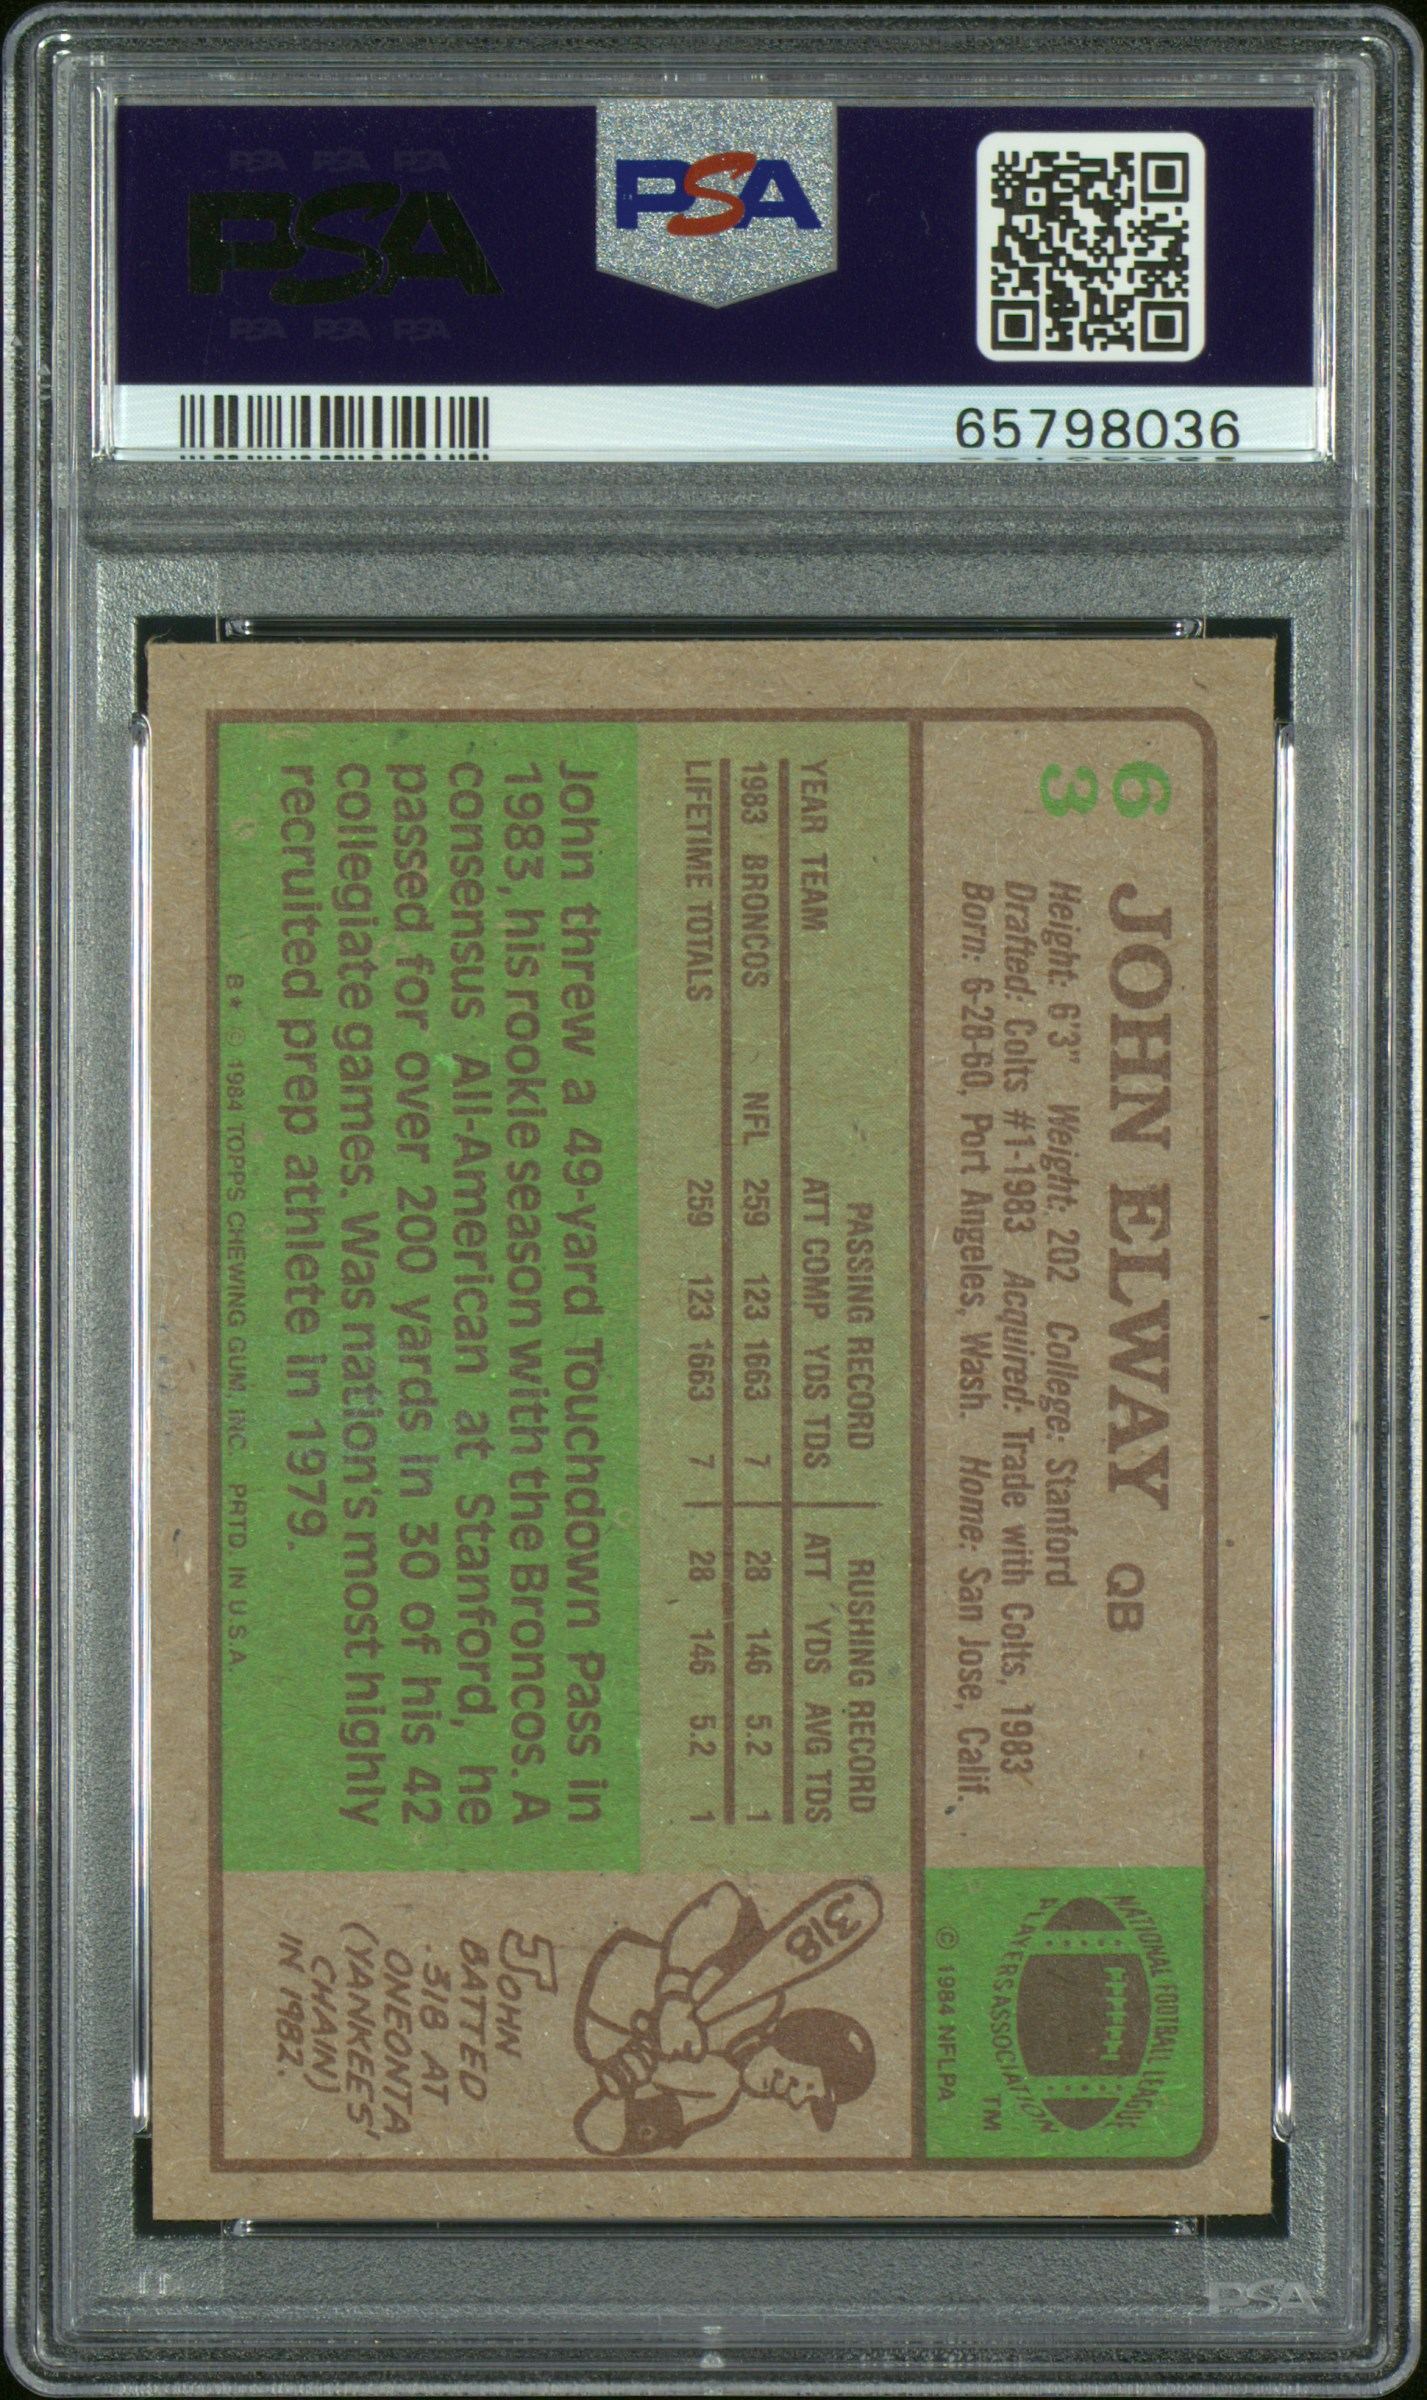 PSA PSA PSA
PSA
PSA PSA PSA
PSA
65798036
63
JOHN ELWAY QB
Height: 6'3" Weight: 202 College: Stanford
Drafted: Colts #1-1983 Acquired: Trade with Colts, 1983
Born: 6-28-60, Port Angeles, Wash. Home: San Jose, Calif.
NATIONAL FOOTBALL LEAGUE
PLAYERS ASSOCIATION
TM
© 1984 NFLPA
PASSING RECORD RUSHING RECORD
YEAR TEAM ATT COMP YDS TDS ATT YDS AVG TDS
1983 BRONCOS NFL 259 123 1663 7 28 146 5.2 1
LIFETIME TOTALS 259 123 1663 7 28 146 5.2 1
John threw a 49-yard Touchdown Pass in
1983, his rookie season with the Broncos. A
consensus All-American at Stanford, he
passed for over 200 yards in 30 of his 42
collegiate games. Was nation's most highly
recruited prep athlete in 1979.
318
JOHN
BATTED
.318 AT
ONEONTA
(YANKEES'
CHAIN)
IN 1982.
B* © 1984 TOPPS CHEWING GUM, INC. PRTD. IN U.S.A.
PSA